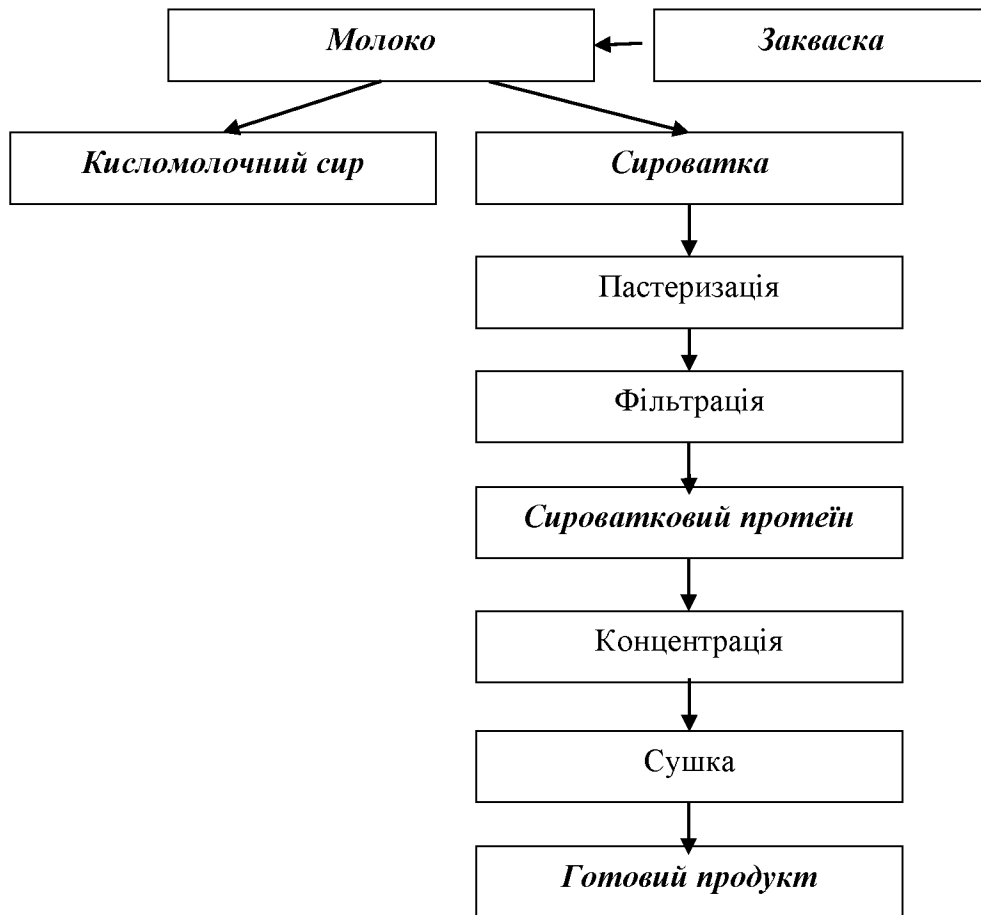 Молоко
Закваска
Кисломолочний сир
Сироватка
Пастеризація
Фільтрація
Сироватковий протеїн
Концентрація
Сушка
Готовий продукт